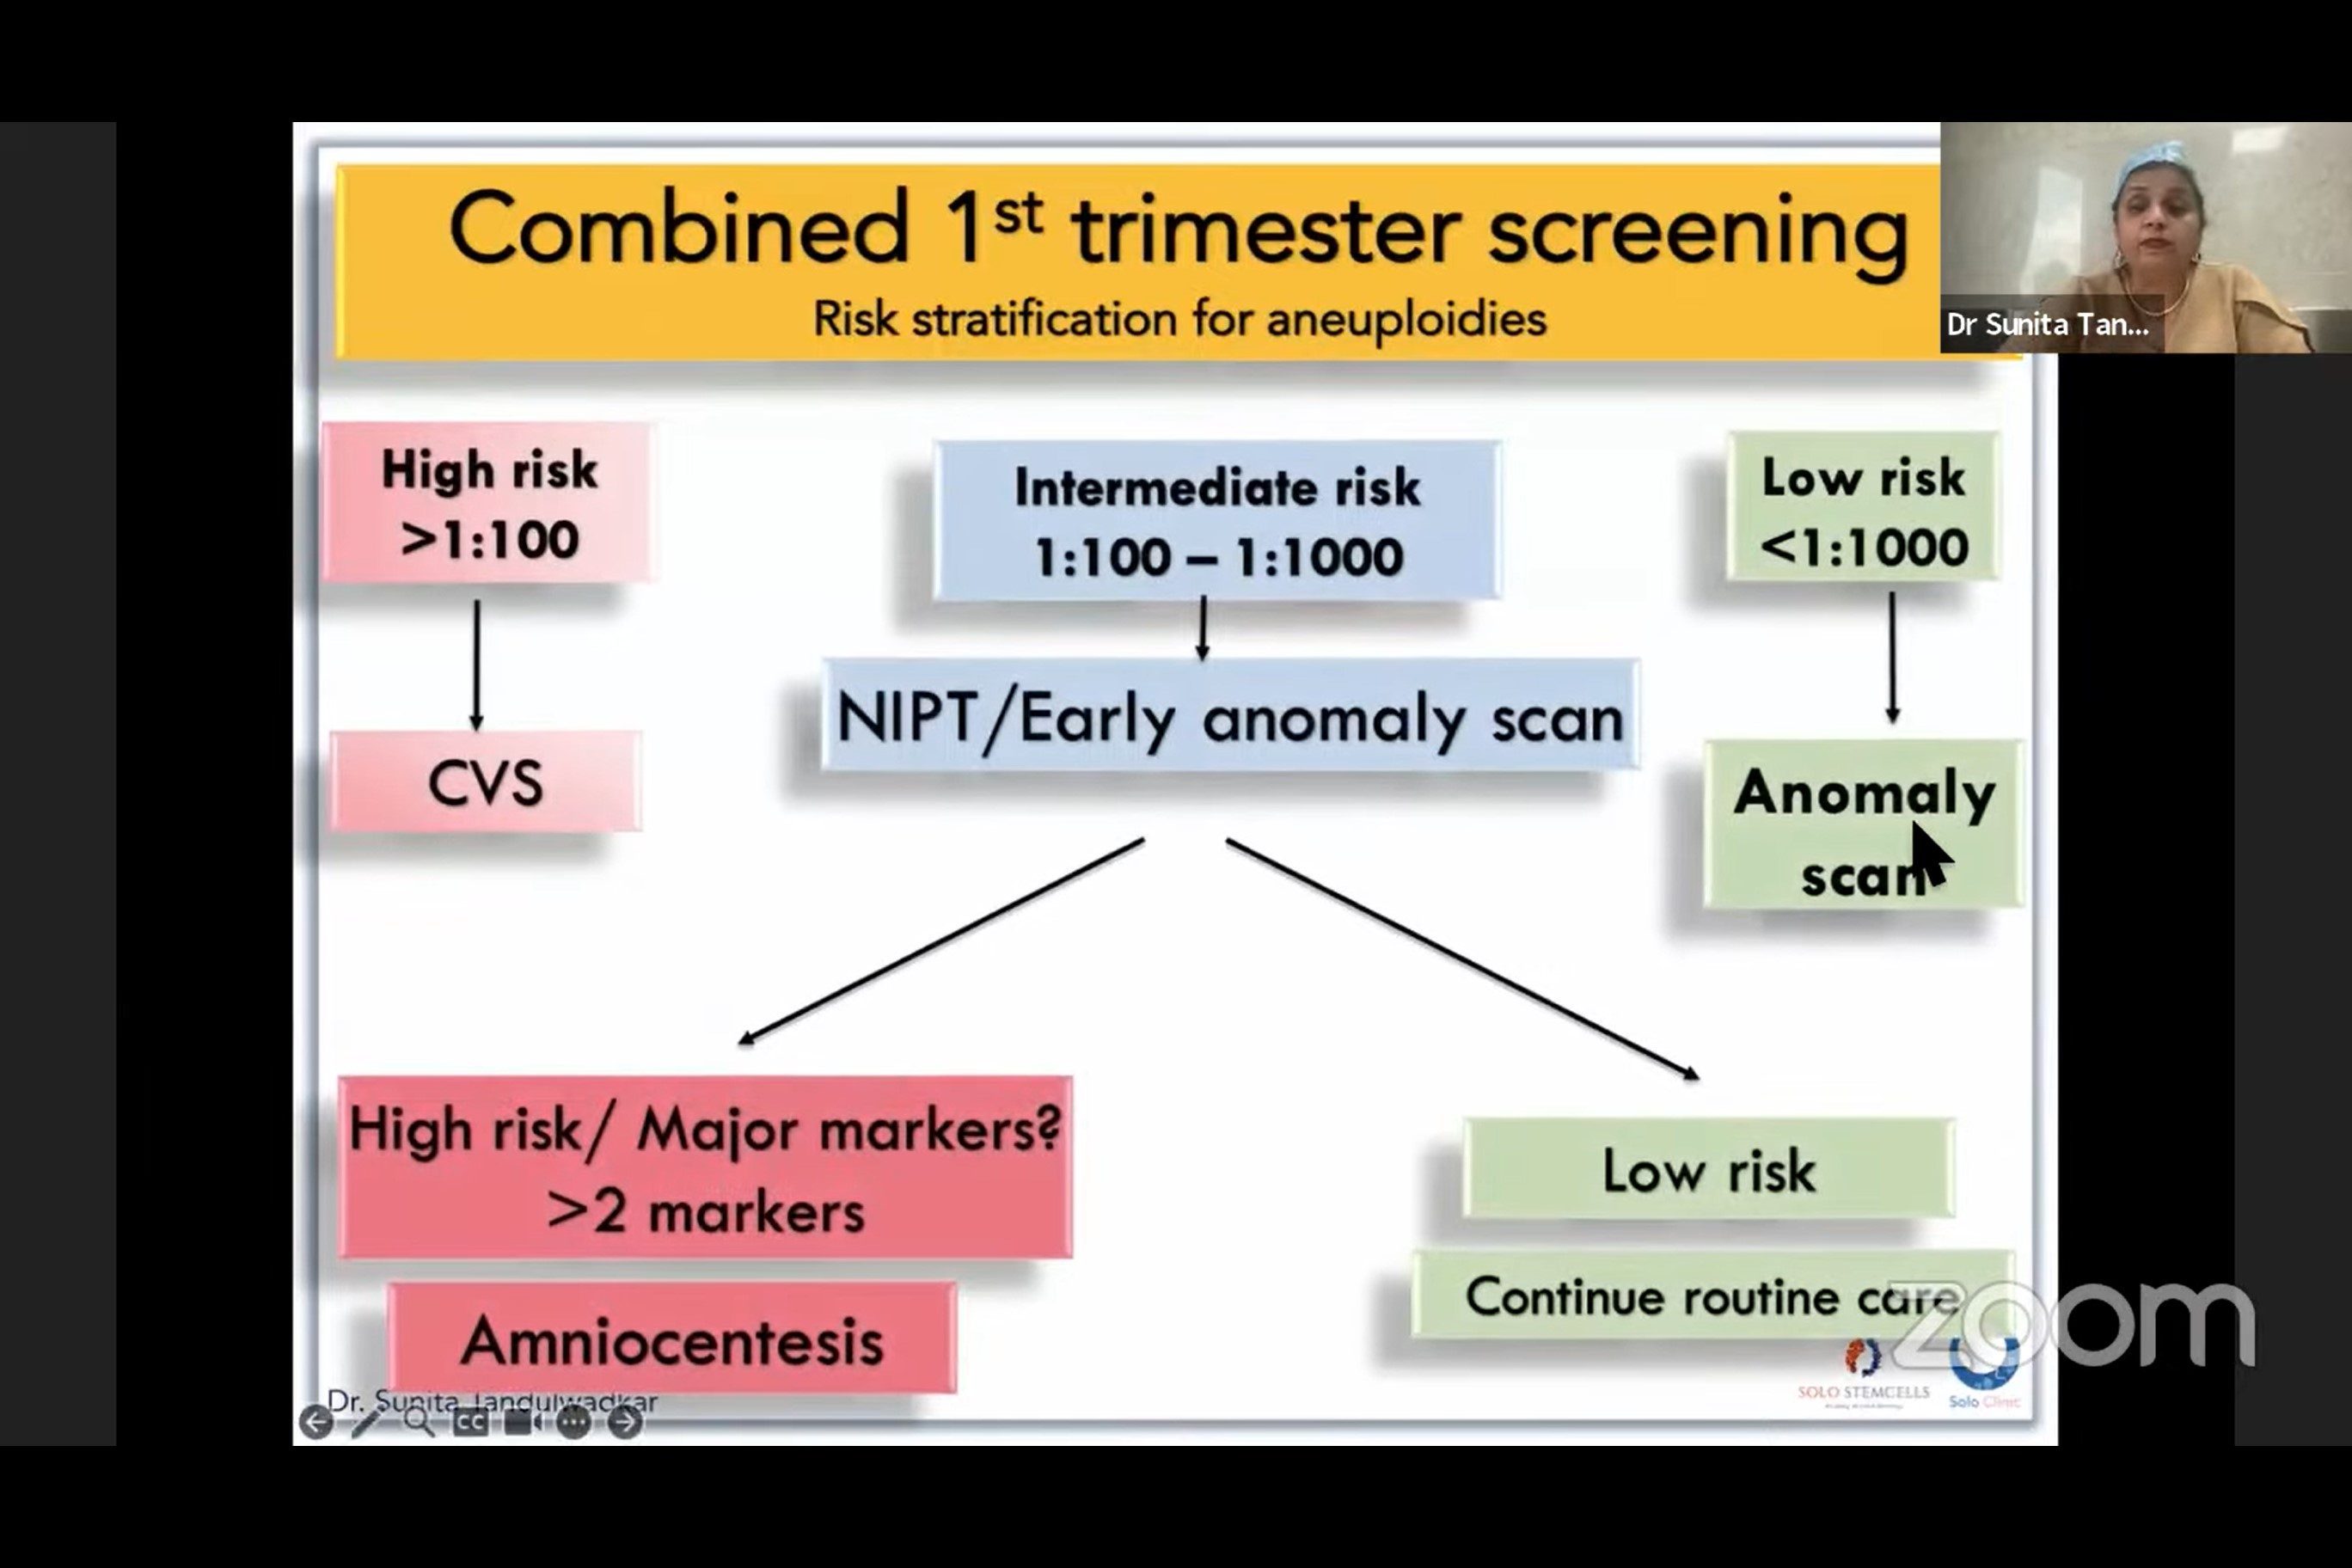 Combined 1st trimester screening
Risk stratification for aneuploidies
Dr Sunita Tan...
High risk
>1:100
Intermediate risk
1:100 – 1:1000
Low risk
<1:1000
CVS
NIPT/Early anomaly scan
Anomaly
scan
High risk/ Major markers?
>2 markers
Amniocentesis
Low risk
Continue routine care
zoom
SOLO STEMCELLS
Solo Clinic
Dr. Sunita Tandulwadkar
CC